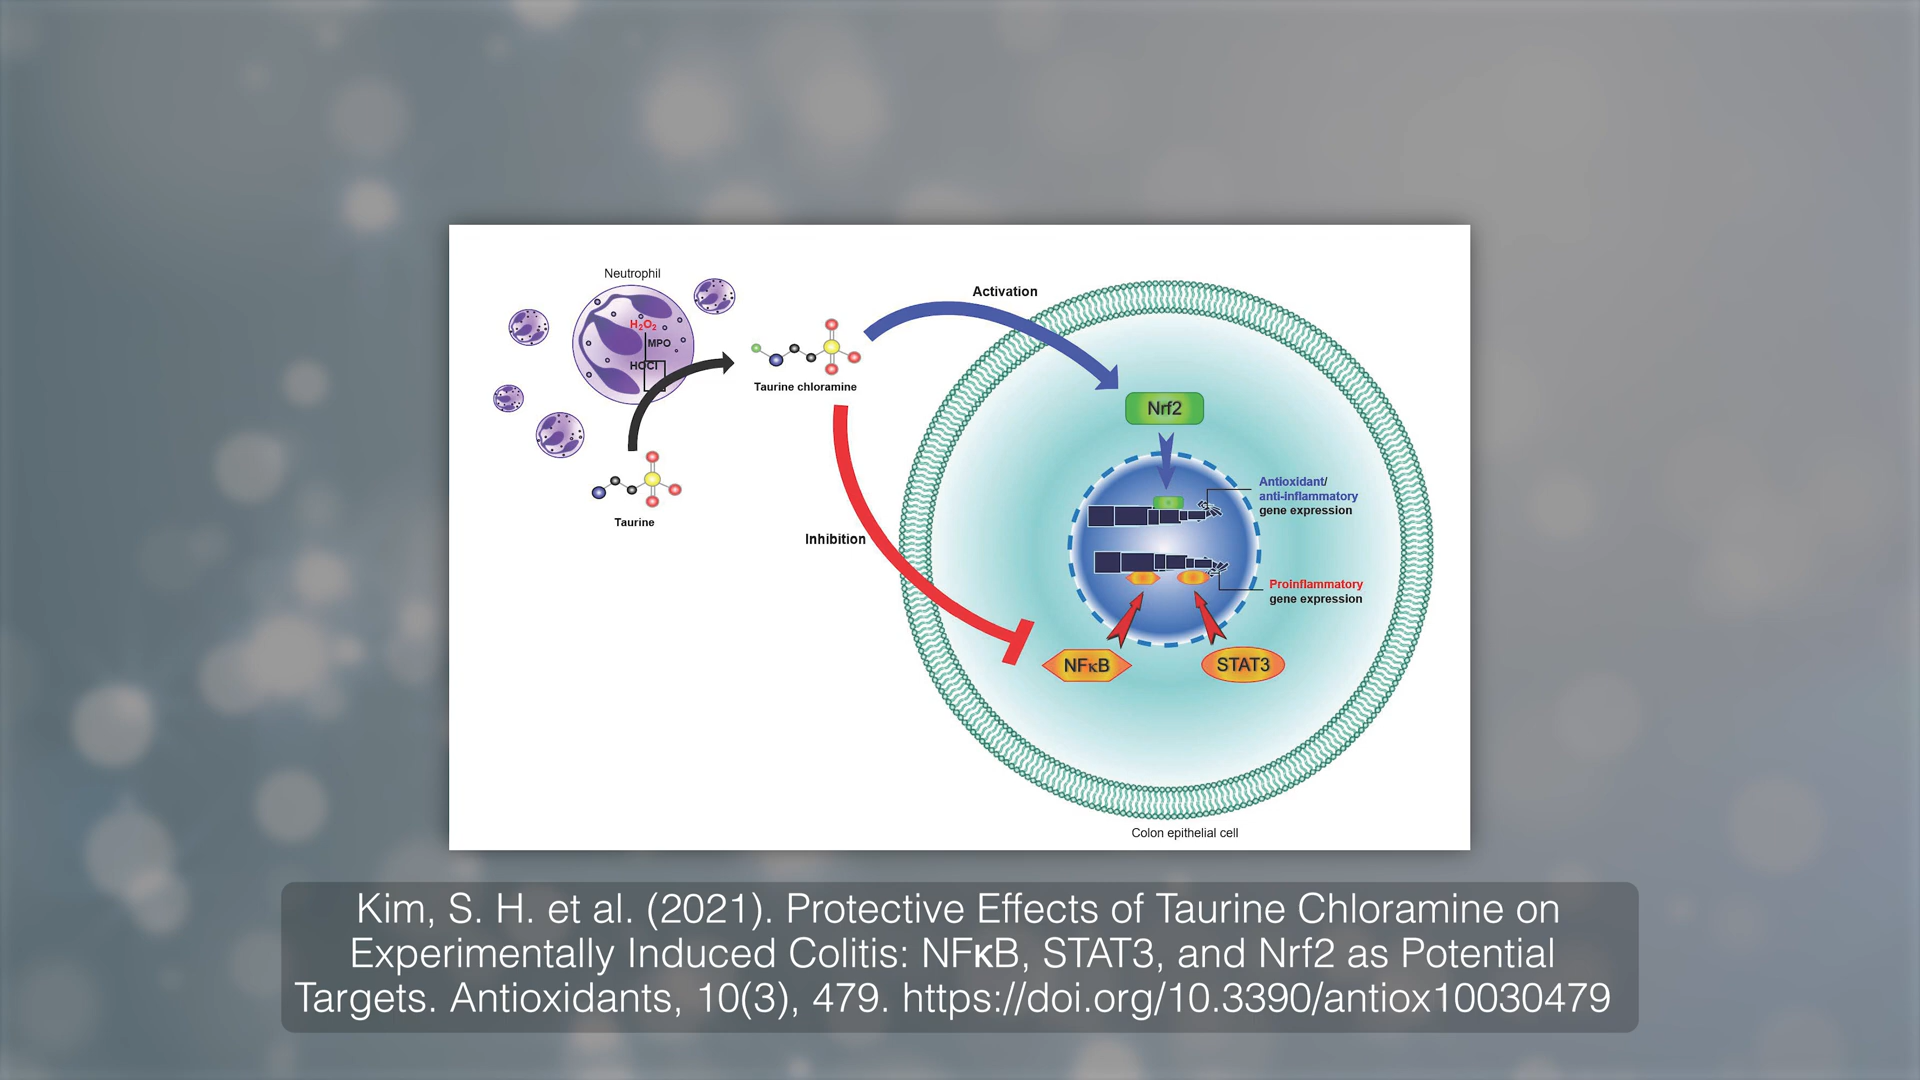 Neutrophil
H₂O₂
MPO
HOCl
Taurine chloramine
Taurine
Activation
Inhibition
Nrf2
Antioxidant/
anti-inflammatory
gene expression
Proinflammatory
gene expression
NFκB
STAT3
Colon epithelial cell
Kim, S. H. et al. (2021). Protective Effects of Taurine Chloramine on
Experimentally Induced Colitis: NFκB, STAT3, and Nrf2 as Potential
Targets. Antioxidants, 10(3), 479. https://doi.org/10.3390/antiox10030479